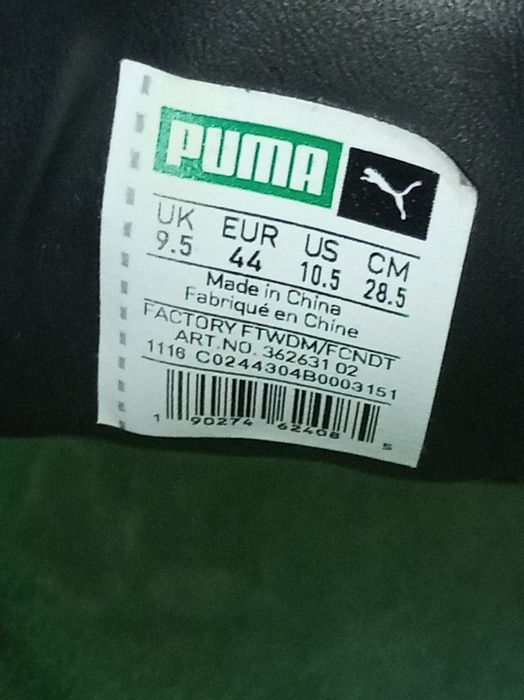 PUMA
UK EUR US CM
9.5 44 10.5 28.5
Made in China
Fabriqué en Chine
FACTORY FTWDM/FCNDT
ART.NO. 362631 02
1116 C0244304B0003151
1 90274 62408 5